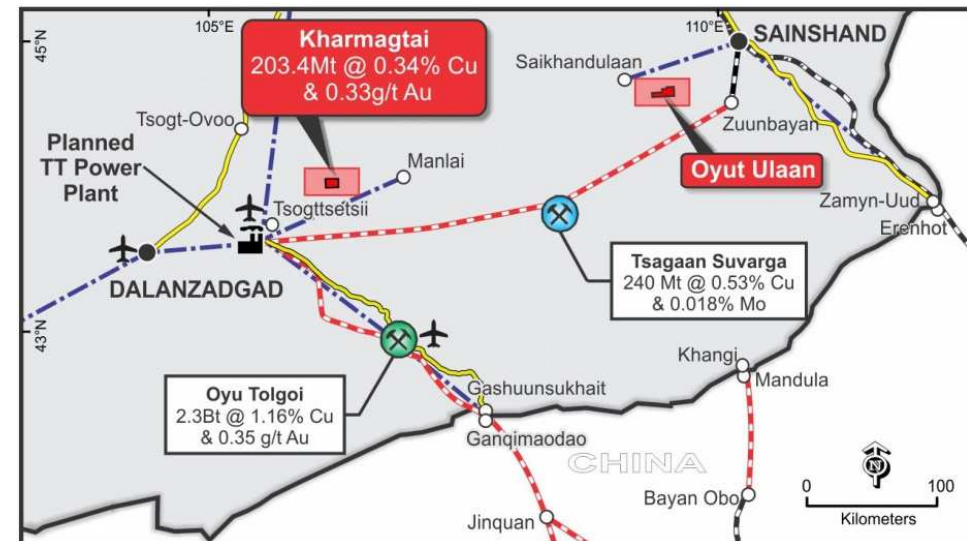 105°E
110°E
45°N
43°N
SAINSHAND
Kharmagtai
203.4Mt @ 0.34% Cu
& 0.33g/t Au
Saikhandulaan
Tsogt-Ovoo
Zuunbayan
Planned
TT Power
Plant
Manlai
Oyut Ulaan
Tsogttsetsii
Zamyn-Uud
Erenhot
DALANZADGAD
Tsagaan Suvarga
240 Mt @ 0.53% Cu
& 0.018% Mo
Oyu Tolgoi
2.3Bt @ 1.16% Cu
& 0.35 g/t Au
Khangi
Mandula
Gashuunsukhait
Ganqimaodao
CHINA
N
Bayan Obo
Jinquan
0 100
Kilometers